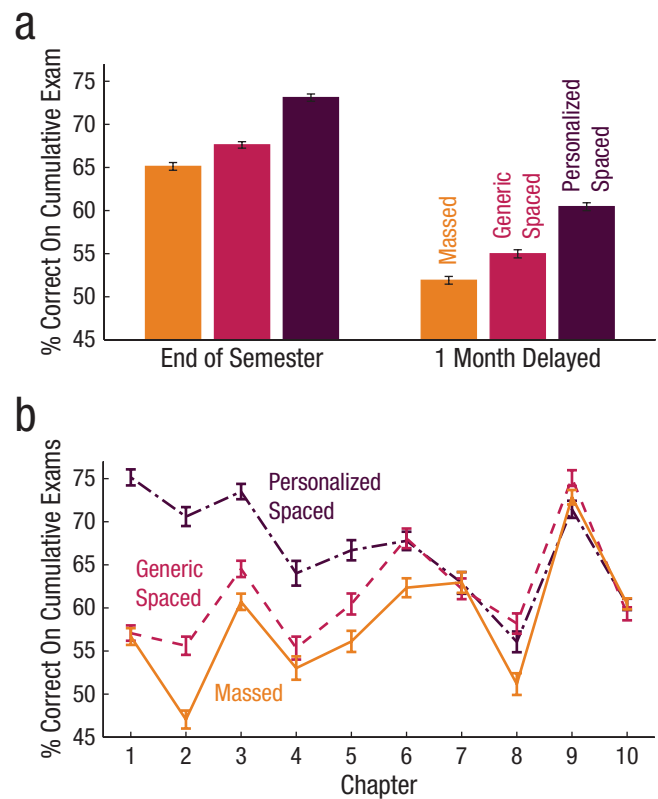 a
% Correct On Cumulative Exam
75
70
65
60
55
50
45
Massed
Generic
Spaced
Personalized
Spaced
End of Semester
1 Month Delayed
b
% Correct On Cumulative Exams
75
70
65
60
55
50
45
Personalized
Spaced
Generic
Spaced
Massed
1 2 3 4 5 6 7 8 9 10
Chapter